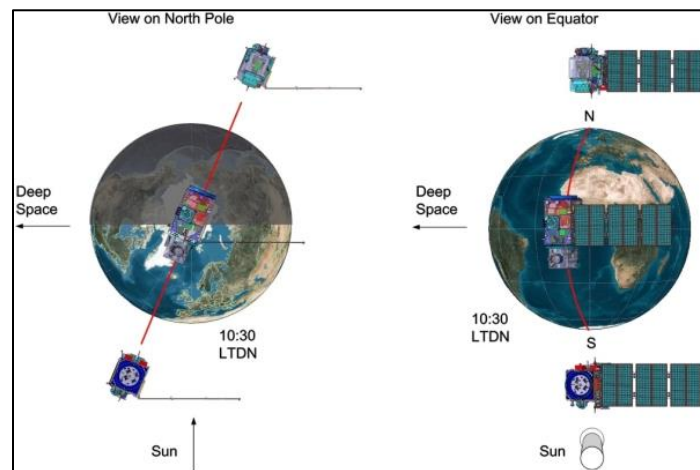 View on North Pole
View on Equator
Deep
Space
10:30
LTDN
Sun
N
Deep
Space
10:30
LTDN
S
Sun